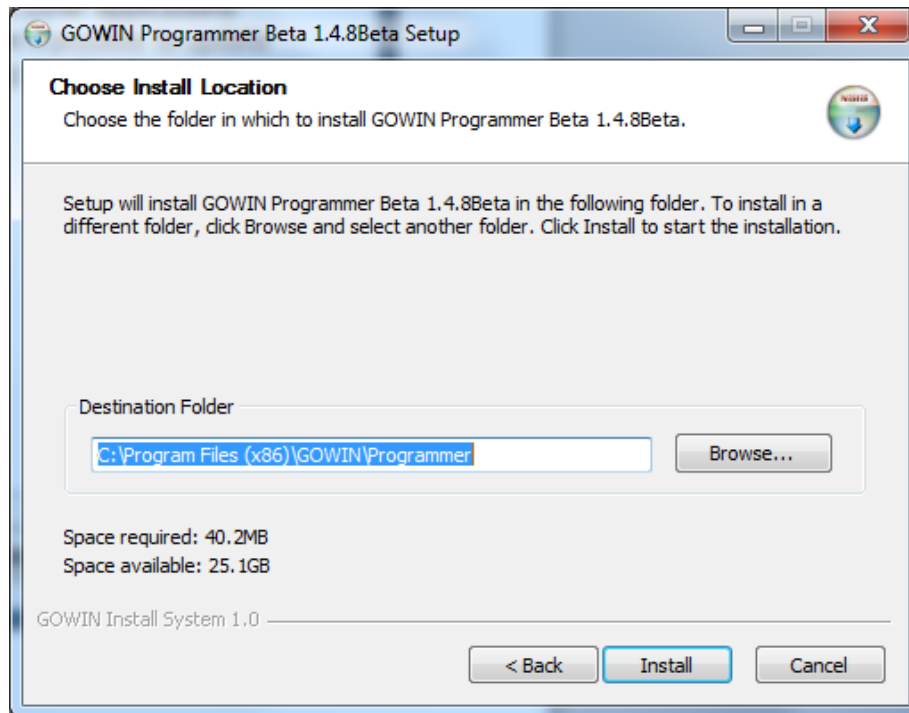 GOWIN Programmer Beta 1.4.8Beta Setup
Choose Install Location
Choose the folder in which to install GOWIN Programmer Beta 1.4.8Beta.
Setup will install GOWIN Programmer Beta 1.4.8Beta in the following folder. To install in a
different folder, click Browse and select another folder. Click Install to start the installation.
Destination Folder
C:\Program Files (x86)\GOWIN\Programmer
Browse...
Space required: 40.2MB
Space available: 25.1GB
GOWIN Install System 1.0
< Back
Install
Cancel